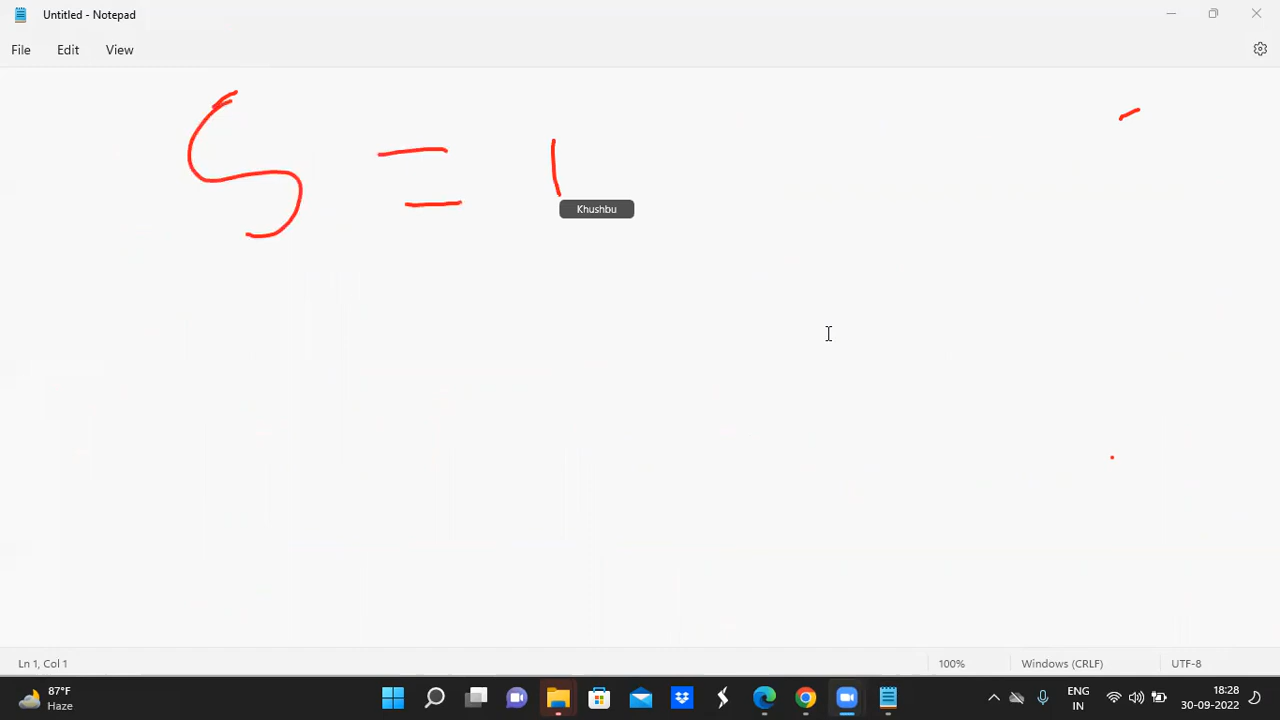 Untitled - Notepad
File Edit View
S = 1
Khushbu
Ln 1, Col 1 100% Windows (CRLF) UTF-8
87°F
Haze
ENG
IN
18:28
30-09-2022